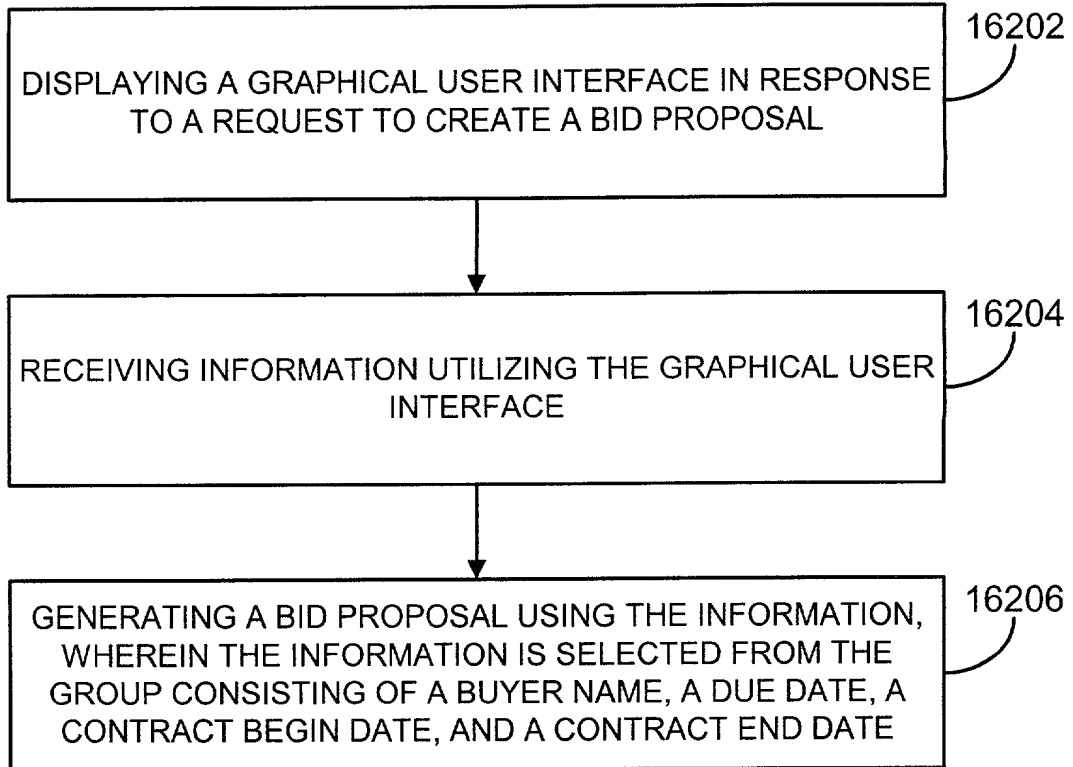 16202
DISPLAYING A GRAPHICAL USER INTERFACE IN RESPONSE
TO A REQUEST TO CREATE A BID PROPOSAL
16204
RECEIVING INFORMATION UTILIZING THE GRAPHICAL USER
INTERFACE
16206
GENERATING A BID PROPOSAL USING THE INFORMATION,
WHEREIN THE INFORMATION IS SELECTED FROM THE
GROUP CONSISTING OF A BUYER NAME, A DUE DATE, A
CONTRACT BEGIN DATE, AND A CONTRACT END DATE